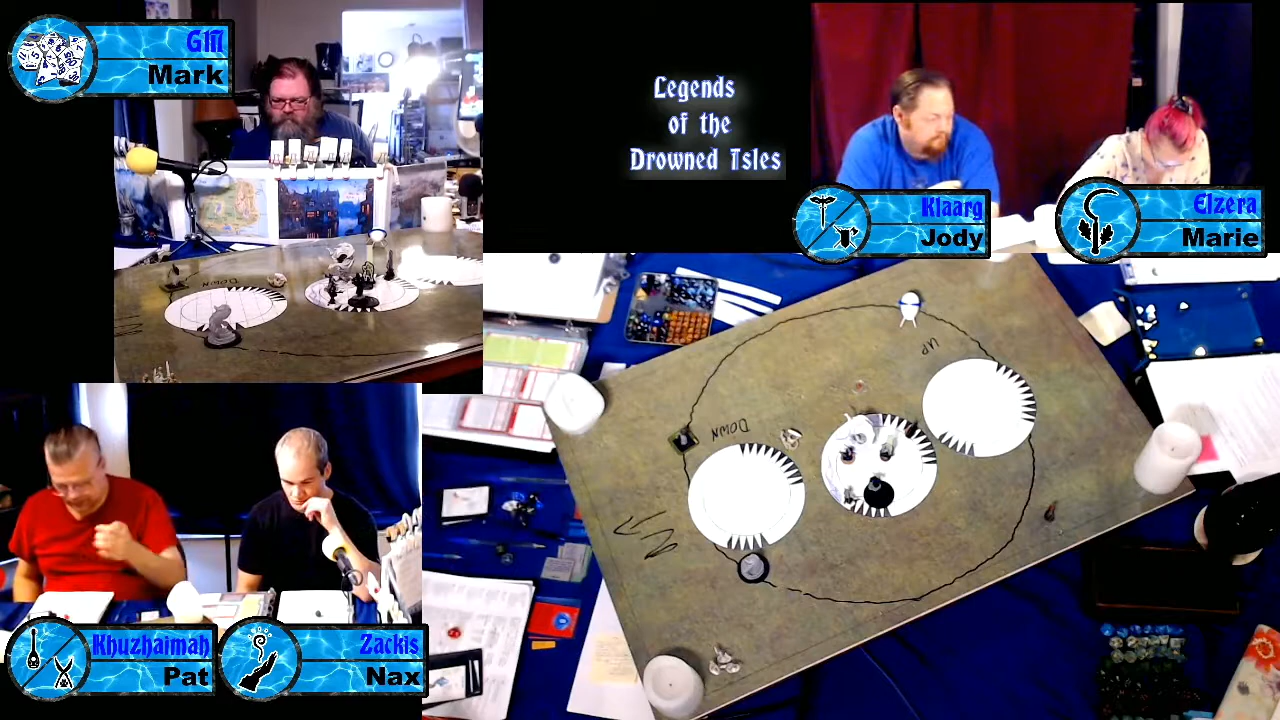 GM
Mark
Legends
of the
Drowned Isles
Klaarg
Jody
Elzera
Marie
DOWN
UP
DOWN
Khuzhaimah
Pat
Zackis
Nax